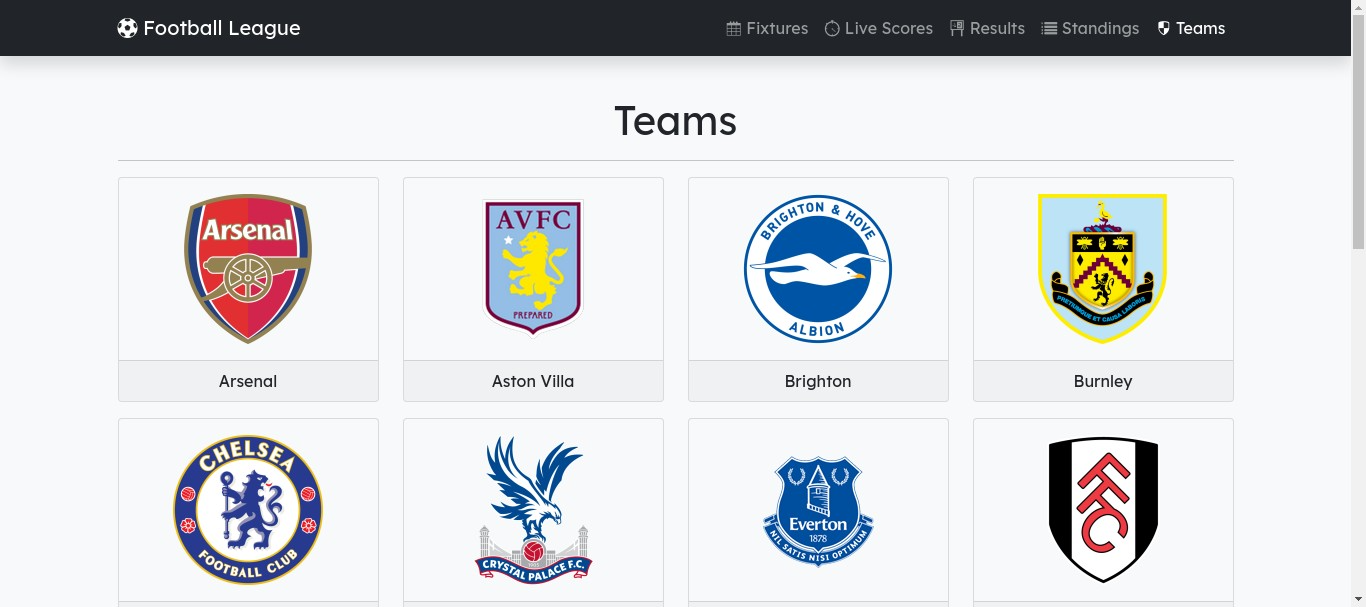 Football League
Fixtures
Live Scores
Results
Standings
Teams
Teams
Arsenal
AVFC
PREPARED
BRIGHTON & HOVE
ALBION
PRETIUMQUE ET CAUSA LABORIS
Arsenal
Aston Villa
Brighton
Burnley
CHELSEA
FOOTBALL CLUB
CRYSTAL PALACE F.C.
Everton
1878
NIL SATIS NISI OPTIMUM
FFC